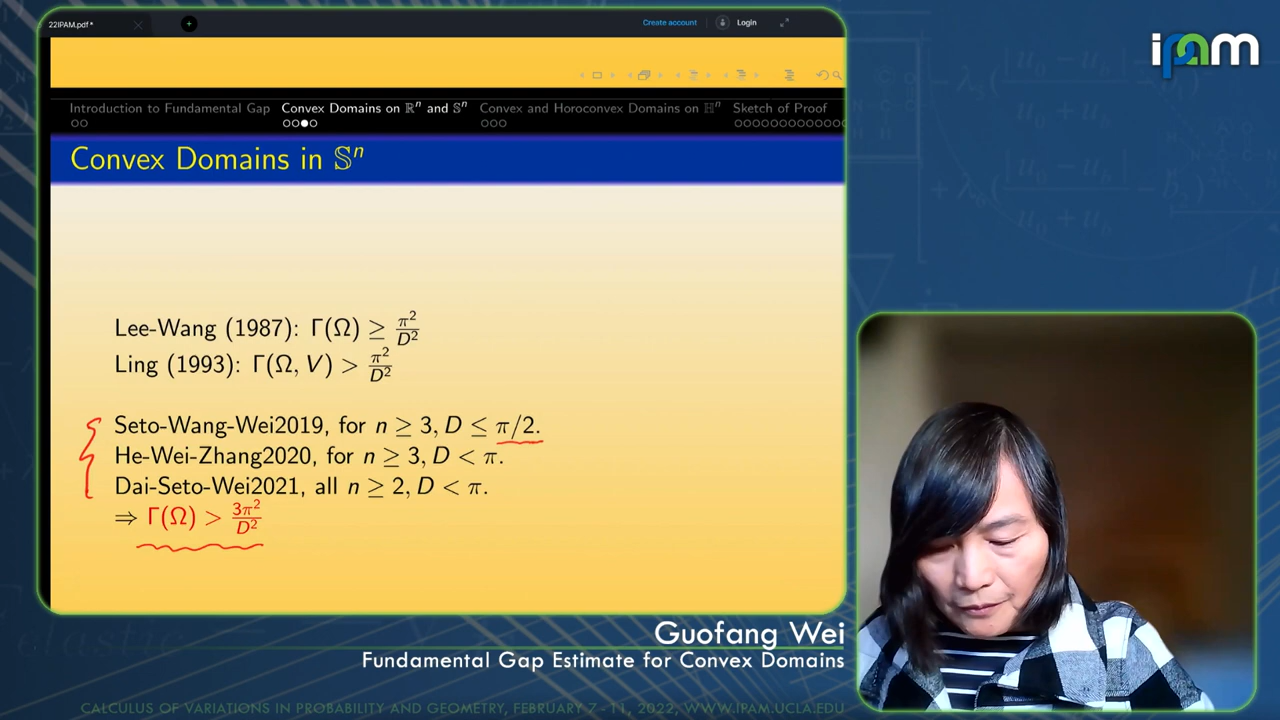 22IPAM.pdf*
Create account
Login
ipam
Introduction to Fundamental Gap
Convex Domains on ℝⁿ and 𝕊ⁿ
Convex and Horoconvex Domains on ℍⁿ
Sketch of Proof
Convex Domains in 𝕊ⁿ
Lee-Wang (1987): Γ(Ω) ≥ π²/D²
Ling (1993): Γ(Ω, V) > π²/D²
Seto-Wang-Wei2019, for n ≥ 3, D ≤ π/2.
He-Wei-Zhang2020, for n ≥ 3, D < π.
Dai-Seto-Wei2021, all n ≥ 2, D < π.
⇒ Γ(Ω) > 3π²/D²
Guofang Wei
Fundamental Gap Estimate for Convex Domains
CALCULUS OF VARIATIONS IN
AND GEOMETRY, FEBRUARY
11, 2022, WWW.IPAM.UCLA.EDU